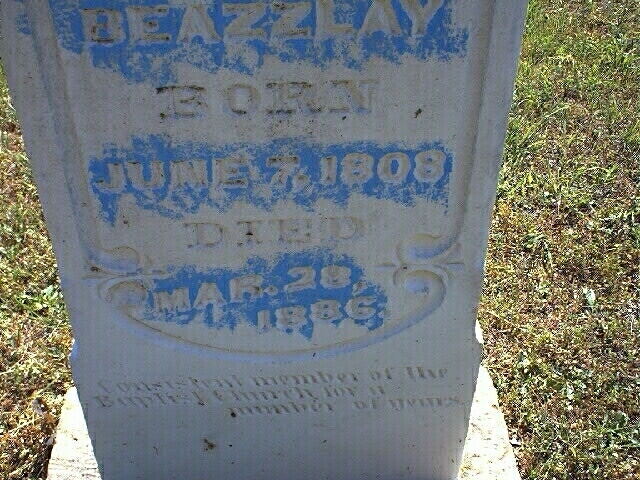 BEAZZLAY
BORN
JUNE 7, 1808
DIED
MAR. 28,
1886.
Consistent member of the
Baptist Church, for a
number of years.